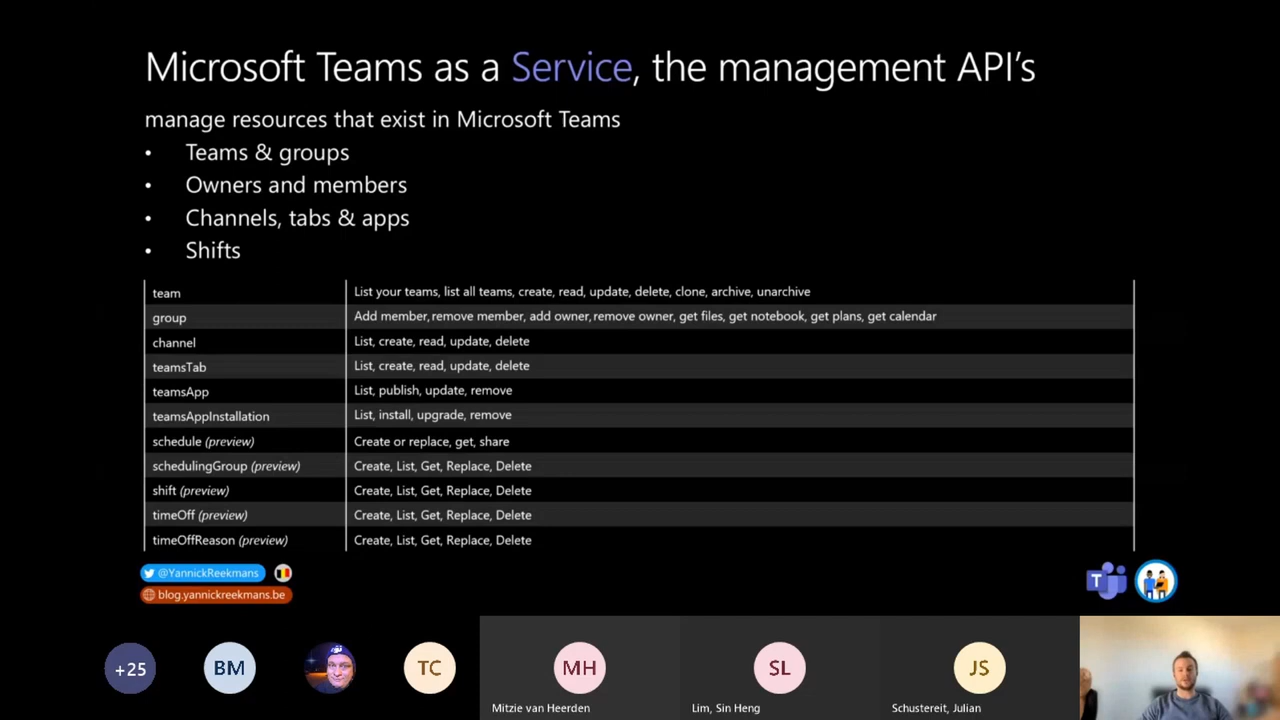 Microsoft Teams as a Service, the management API's
manage resources that exist in Microsoft Teams
• Teams & groups
• Owners and members
• Channels, tabs & apps
• Shifts
team List your teams, list all teams, create, read, update, delete, clone, archive, unarchive
group Add member, remove member, add owner, remove owner, get files, get notebook, get plans, get calendar
channel List, create, read, update, delete
teamsTab List, create, read, update, delete
teamsApp List, publish, update, remove
teamsAppInstallation List, install, upgrade, remove
schedule (preview) Create or replace, get, share
schedulingGroup (preview) Create, List, Get, Replace, Delete
shift (preview) Create, List, Get, Replace, Delete
timeOff (preview) Create, List, Get, Replace, Delete
timeOffReason (preview) Create, List, Get, Replace, Delete
@YannickReekmans
blog.yannickreekmans.be
T
+25
BM
TC
MH
SL
JS
Mitzie van Heerden
Lim, Sin Heng
Schustereit, Julian